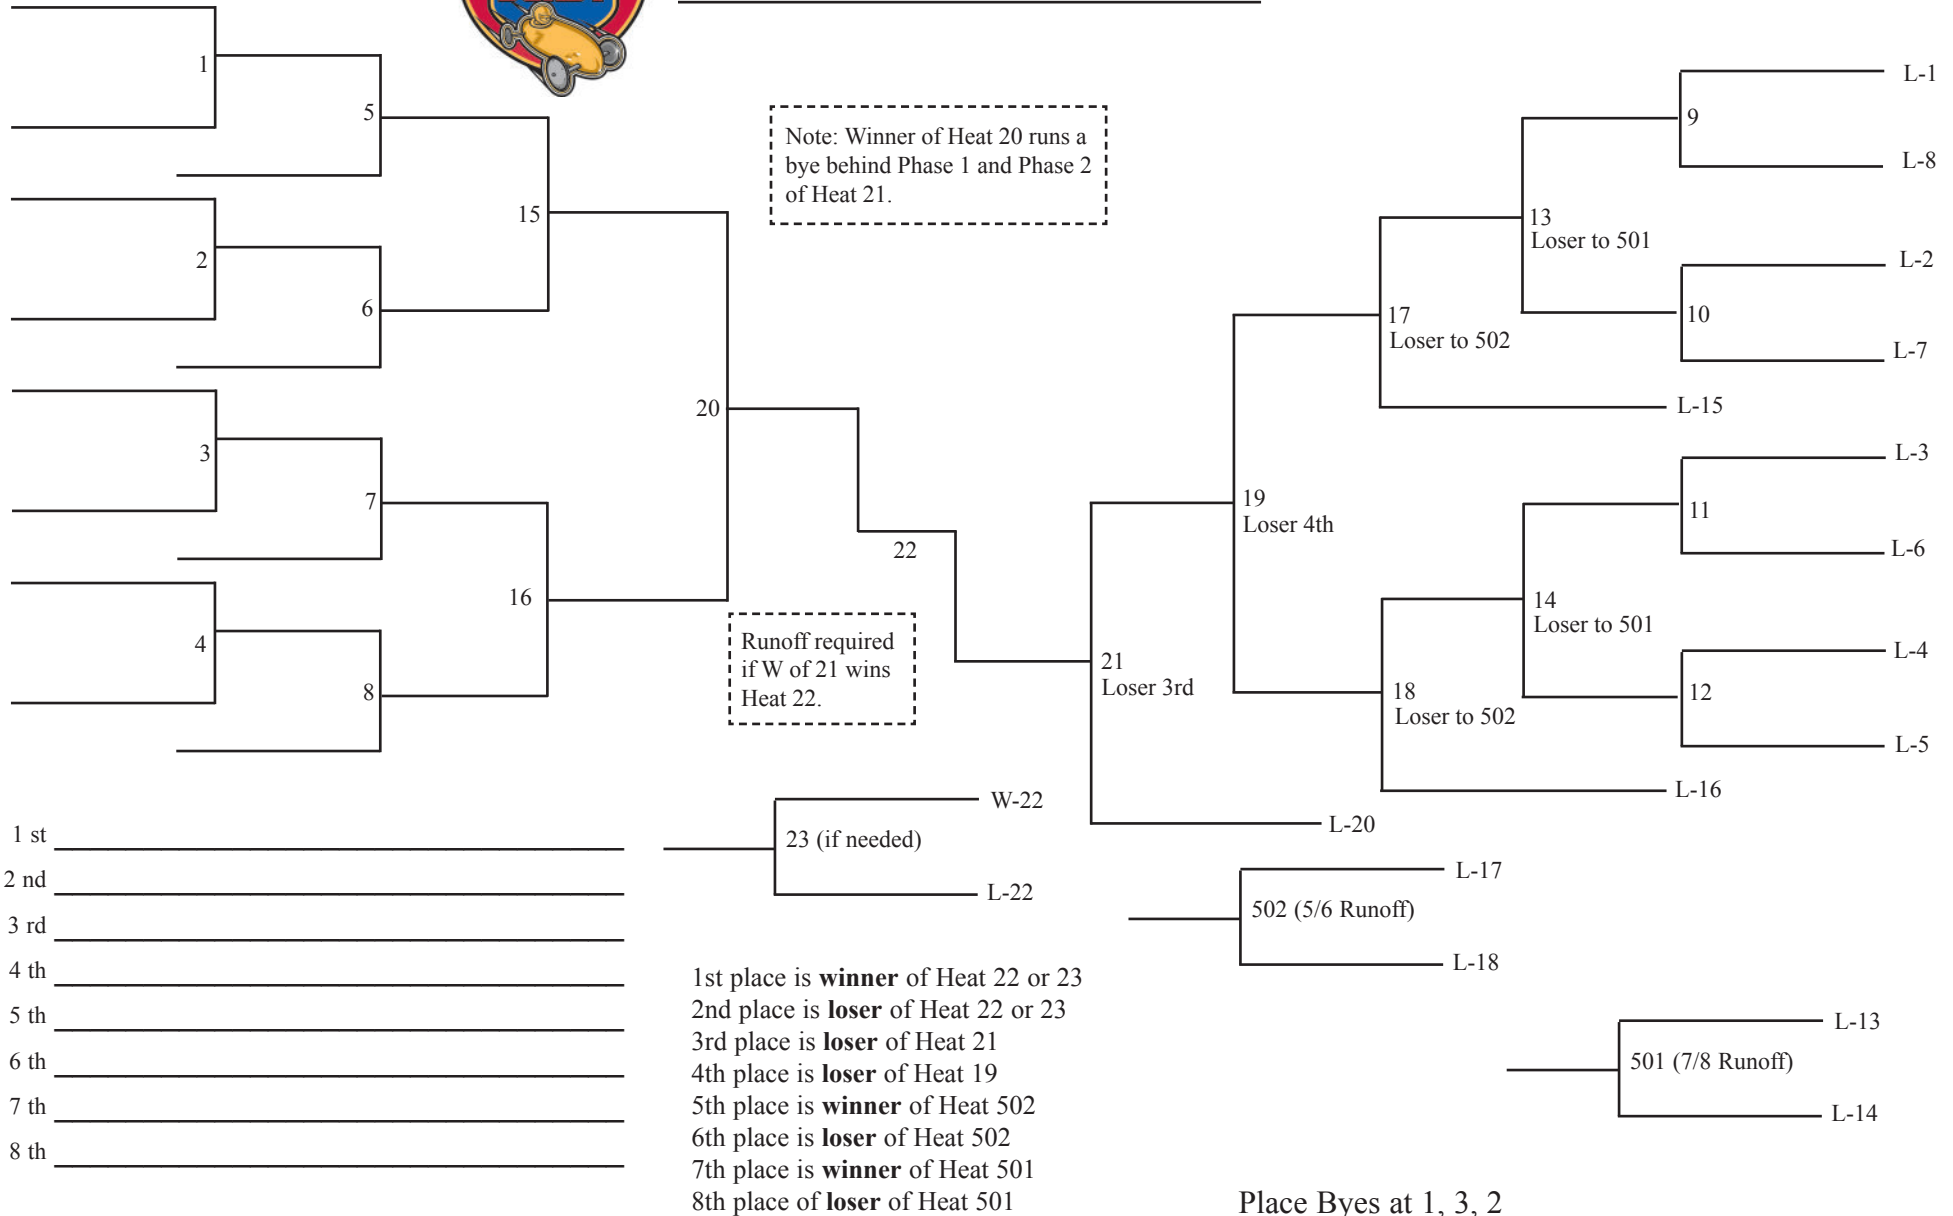 1
5
2
6
15
3
7
4
8
16
20
22
Note: Winner of Heat 20 runs a
bye behind Phase 1 and Phase 2
of Heat 21.
Runoff required
if W of 21 wins
Heat 22.
L-1
9
L-8
13
Loser to 501
L-2
10
L-7
17
Loser to 502
L-15
19
Loser 4th
L-3
11
L-6
14
Loser to 501
L-4
12
L-5
18
Loser to 502
L-16
21
Loser 3rd
L-20
W-22
23 (if needed)
L-22
L-17
502 (5/6 Runoff)
L-18
L-13
501 (7/8 Runoff)
L-14
1 st
2 nd
3 rd
4 th
5 th
6 th
7 th
8 th
1st place is winner of Heat 22 or 23
2nd place is loser of Heat 22 or 23
3rd place is loser of Heat 21
4th place is loser of Heat 19
5th place is winner of Heat 502
6th place is loser of Heat 502
7th place is winner of Heat 501
8th place of loser of Heat 501
Place Byes at 1, 3, 2